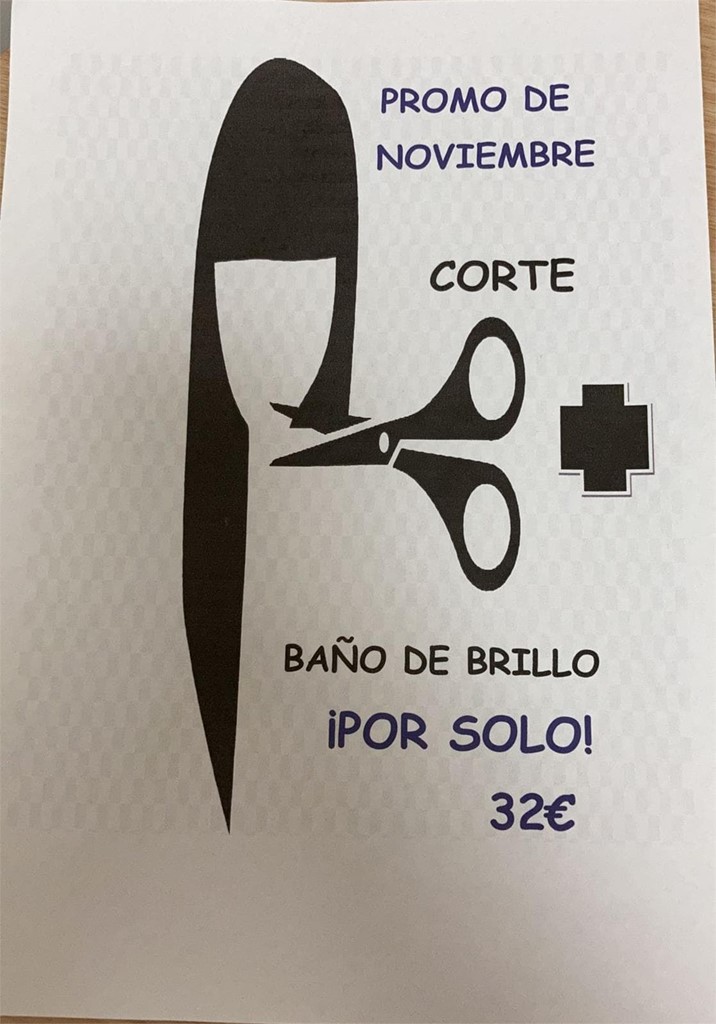 PROMO DE
NOVIEMBRE
CORTE
BAÑO DE BRILLO
¡POR SOLO!
32€